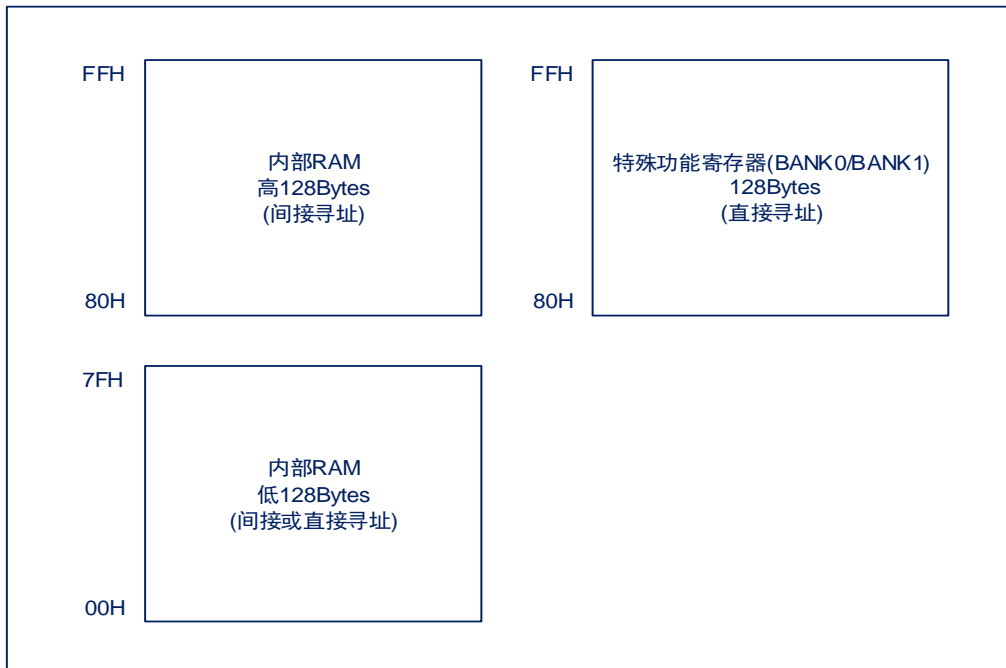 FFH
内部RAM
高128Bytes
(间接寻址)
80H
FFH
特殊功能寄存器(BANK0/BANK1)
128Bytes
(直接寻址)
80H
7FH
内部RAM
低128Bytes
(间接或直接寻址)
00H